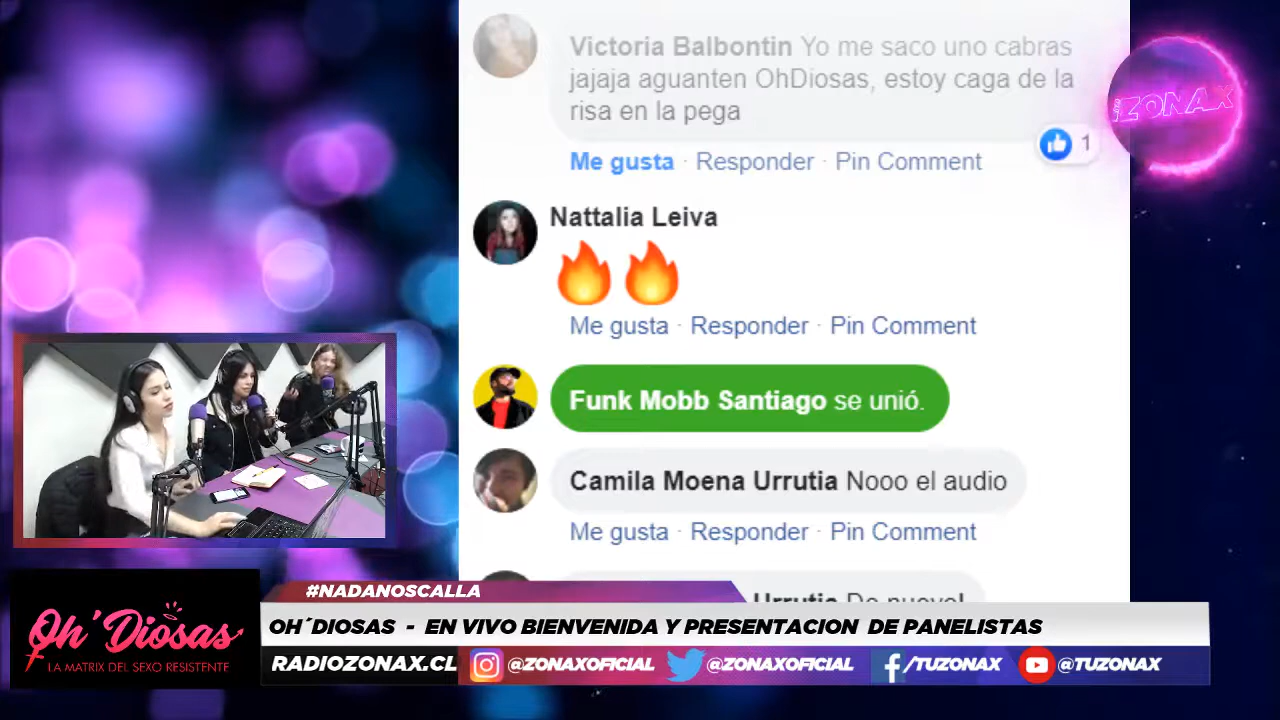 Victoria Balbontin Yo me saco uno cabras
jajaja aguanten OhDiosas, estoy caga de la
risa en la pega
1
Me gusta · Responder · Pin Comment
ZONAX
Nattalia Leiva
Me gusta · Responder · Pin Comment
Funk Mobb Santiago se unió.
Camila Moena Urrutia Nooo el audio
Me gusta · Responder · Pin Comment
Urrutia De nuevo!
#NADANOSCALLA
OH´DIOSAS - EN VIVO BIENVENIDA Y PRESENTACION DE PANELISTAS
Oh' Diosas
LA MATRIX DEL SEXO RESISTENTE
RADIOZONAX.CL @ZONAXOFICIAL @ZONAXOFICIAL /TUZONAX @TUZONAX